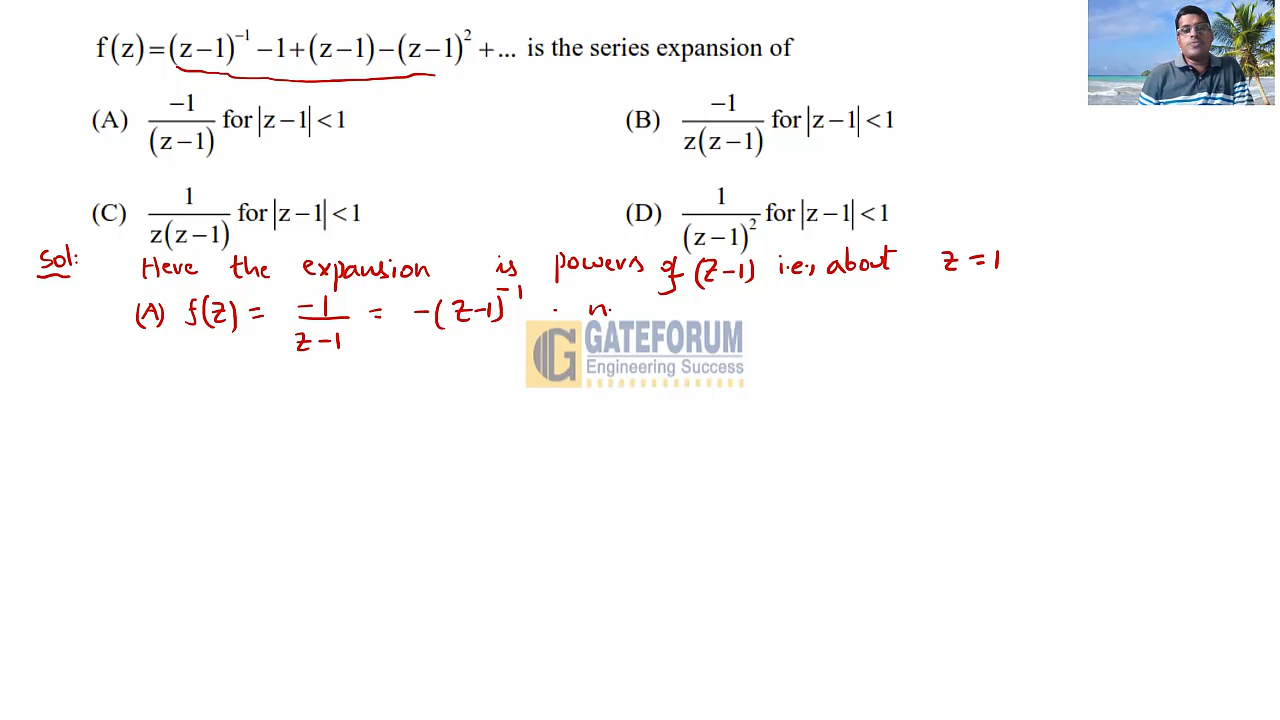 f(z)=(z−1)⁻¹ −1+(z−1)−(z−1)² +... is the series expansion of
(A) −1/(z−1) for |z−1|<1
(B) −1/z(z−1) for |z−1|<1
(C) 1/z(z−1) for |z−1|<1
(D) 1/(z−1)² for |z−1|<1
Sol: Here the expansion is powers of (z−1) i.e., about z=1
(A) f(z) = −1/z−1 = −(z−1)⁻¹ . n
GATEFORUM
Engineering Success